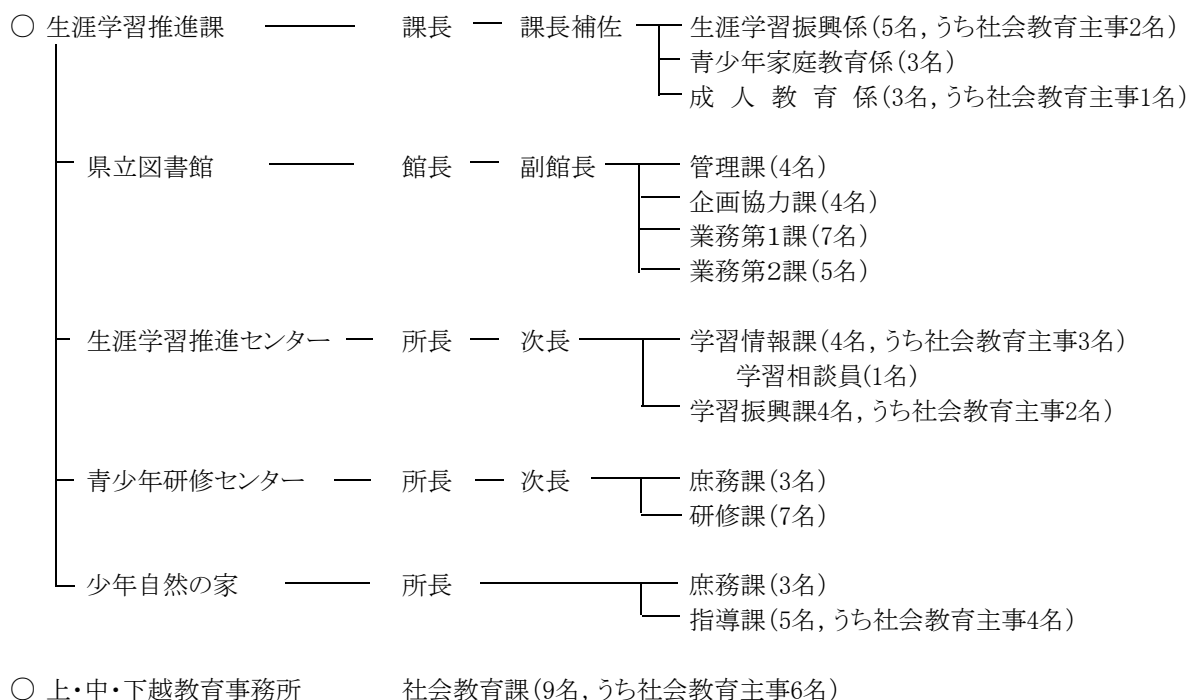 ○ 生涯学習推進課 課長 課長補佐 生涯学習振興係(5名,うち社会教育主事2名)
青少年家庭教育係(3名)
成 人 教 育 係(3名,うち社会教育主事1名)
県立図書館 館長 副館長 管理課(4名)
企画協力課(4名)
業務第1課(7名)
業務第2課(5名)
生涯学習推進センター 所長 次長 学習情報課(4名,うち社会教育主事3名)
学習相談員(1名)
学習振興課4名,うち社会教育主事2名)
青少年研修センター 所長 次長 庶務課(3名)
研修課(7名)
少年自然の家 所長 庶務課(3名)
指導課(5名,うち社会教育主事4名)
○ 上・中・下越教育事務所 社会教育課(9名,うち社会教育主事6名)